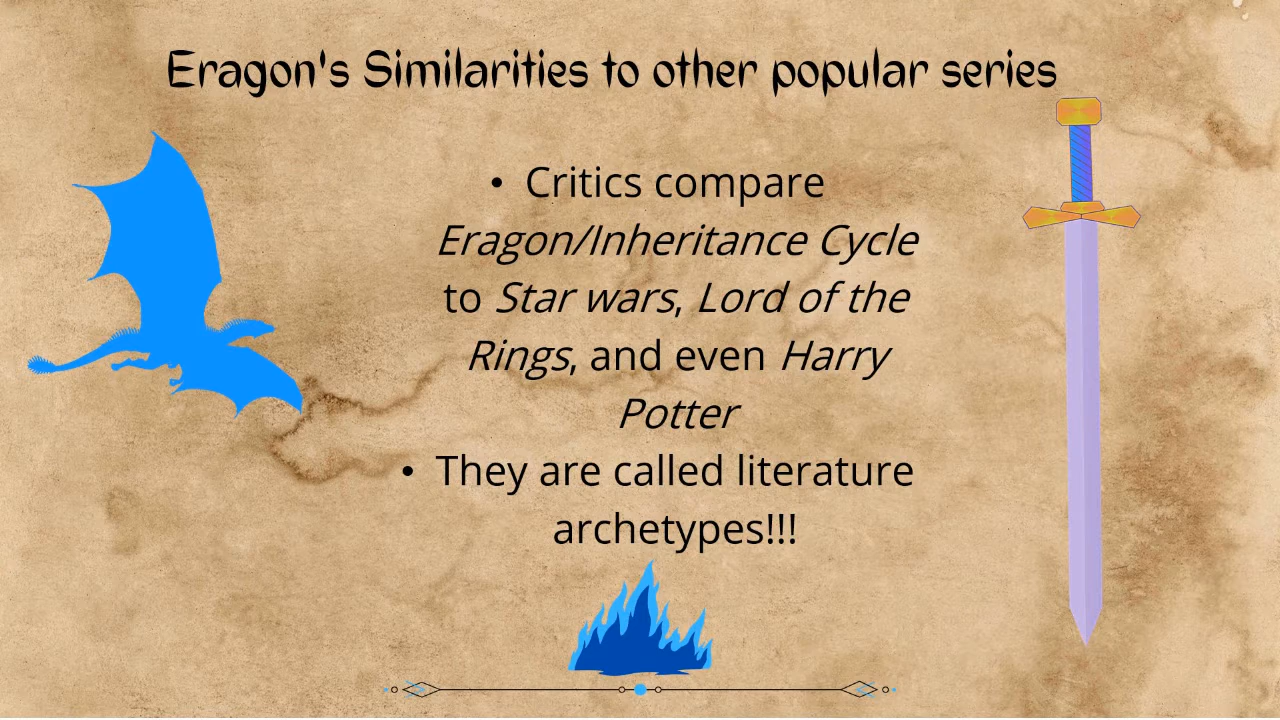 Eragon's Similarities to other popular series
• Critics compare
Eragon/Inheritance Cycle
to Star wars, Lord of the
Rings, and even Harry
Potter
• They are called literature
archetypes!!!